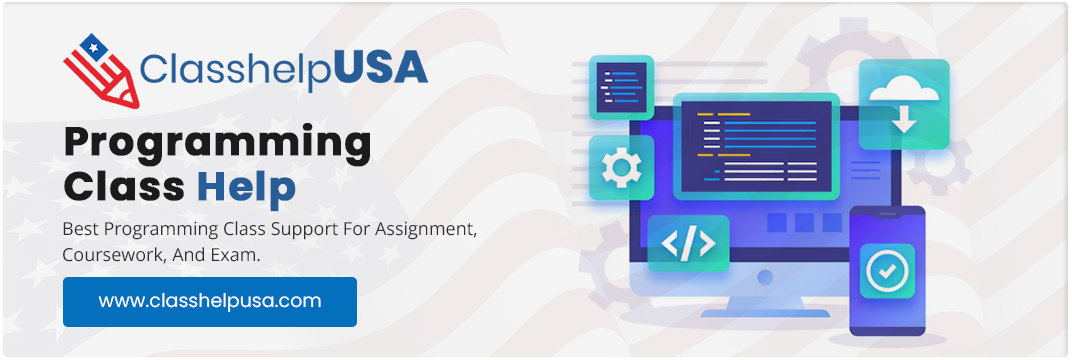 ClasshelpUSA
Programming
Class Help
Best Programming Class Support For Assignment,
Coursework, And Exam.
www.classhelpusa.com
</>